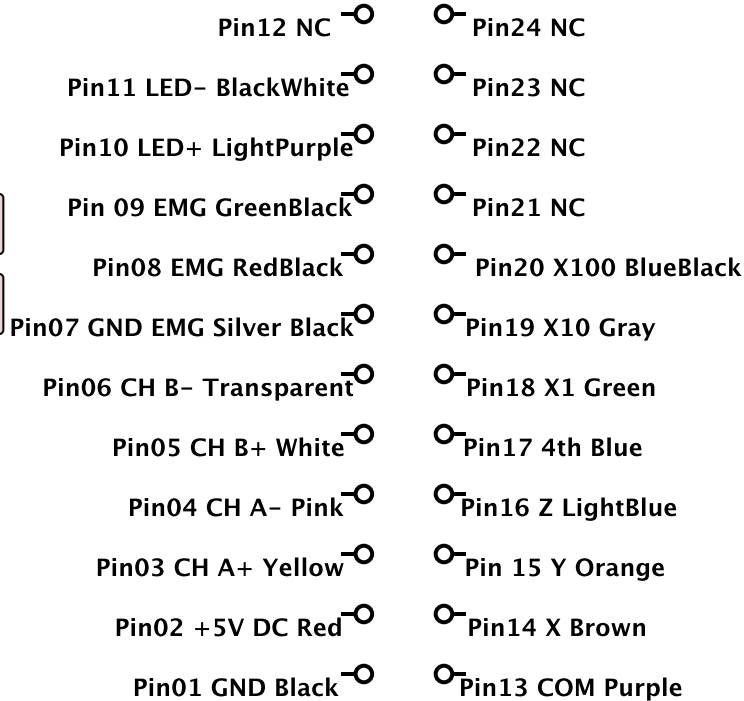 Pin12 NC
Pin24 NC
Pin11 LED- BlackWhite
Pin23 NC
Pin10 LED+ LightPurple
Pin22 NC
Pin 09 EMG GreenBlack
Pin21 NC
Pin08 EMG RedBlack
Pin20 X100 BlueBlack
Pin07 GND EMG Silver Black
Pin19 X10 Gray
Pin06 CH B- Transparent
Pin18 X1 Green
Pin05 CH B+ White
Pin17 4th Blue
Pin04 CH A- Pink
Pin16 Z LightBlue
Pin03 CH A+ Yellow
Pin 15 Y Orange
Pin02 +5V DC Red
Pin14 X Brown
Pin01 GND Black
Pin13 COM Purple